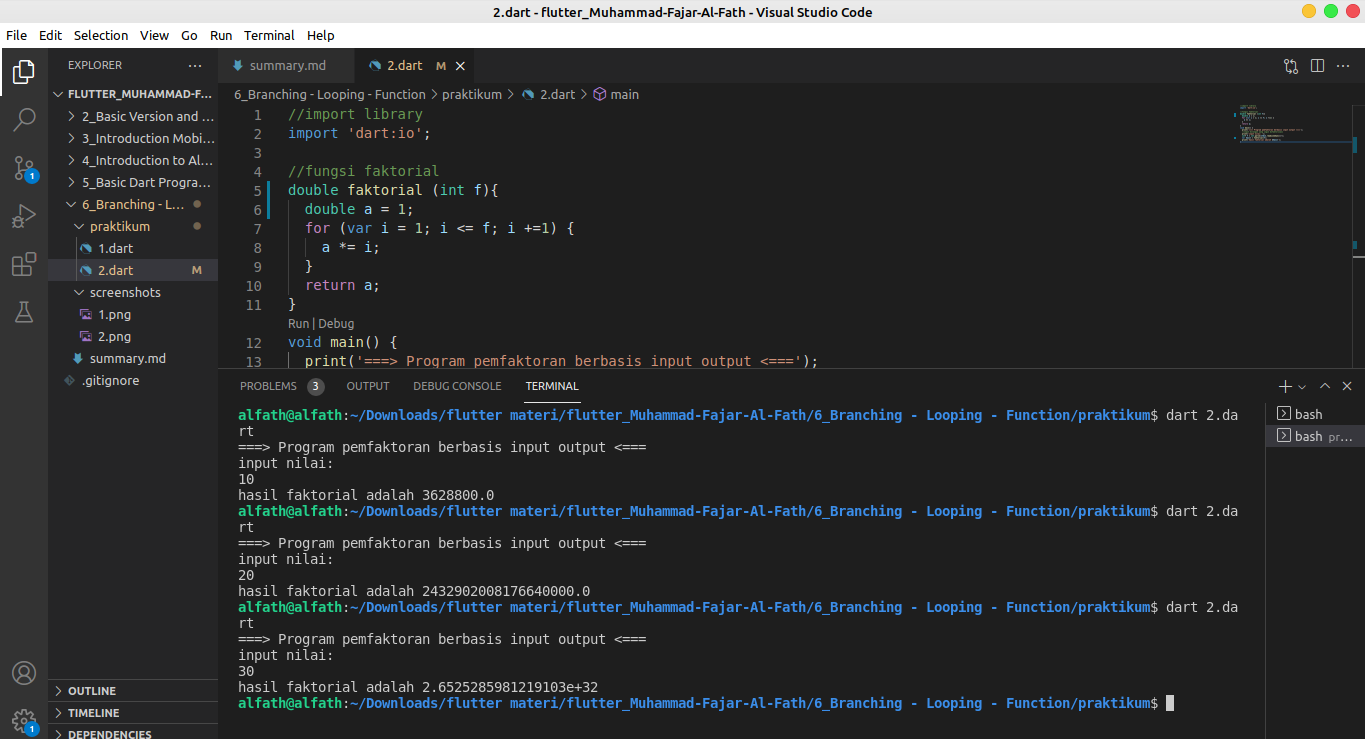 2.dart - flutter_Muhammad-Fajar-Al-Fath - Visual Studio Code
File Edit Selection View Go Run Terminal Help
EXPLORER ···
FLUTTER_MUHAMMAD-F...
2_Basic Version and ...
3_Introduction Mobi...
4_Introduction to Al...
5_Basic Dart Progra...
6_Branching - L...
praktikum
1.dart
2.dart M
screenshots
1.png
2.png
summary.md
.gitignore
OUTLINE
TIMELINE
DEPENDENCIES
1
1
summary.md 2.dart M
6_Branching - Looping - Function > praktikum > 2.dart > main
1 //import library
2 import 'dart:io';
3
4 //fungsi faktorial
5 double faktorial (int f){
6 double a = 1;
7 for (var i = 1; i <= f; i +=1) {
8 a *= i;
9 }
10 return a;
11 }
Run | Debug
12 void main() {
13 print('===> Program pemfaktoran berbasis input output <===');
PROBLEMS 3 OUTPUT DEBUG CONSOLE TERMINAL
alfath@alfath:~/Downloads/flutter materi/flutter_Muhammad-Fajar-Al-Fath/6_Branching - Looping - Function/praktikum$ dart 2.da
rt
===> Program pemfaktoran berbasis input output <===
input nilai:
10
hasil faktorial adalah 3628800.0
alfath@alfath:~/Downloads/flutter materi/flutter_Muhammad-Fajar-Al-Fath/6_Branching - Looping - Function/praktikum$ dart 2.da
rt
===> Program pemfaktoran berbasis input output <===
input nilai:
20
hasil faktorial adalah 2432902008176640000.0
alfath@alfath:~/Downloads/flutter materi/flutter_Muhammad-Fajar-Al-Fath/6_Branching - Looping - Function/praktikum$ dart 2.da
rt
===> Program pemfaktoran berbasis input output <===
input nilai:
30
hasil faktorial adalah 2.6525285981219103e+32
alfath@alfath:~/Downloads/flutter materi/flutter_Muhammad-Fajar-Al-Fath/6_Branching - Looping - Function/praktikum$
bash
bash pr...